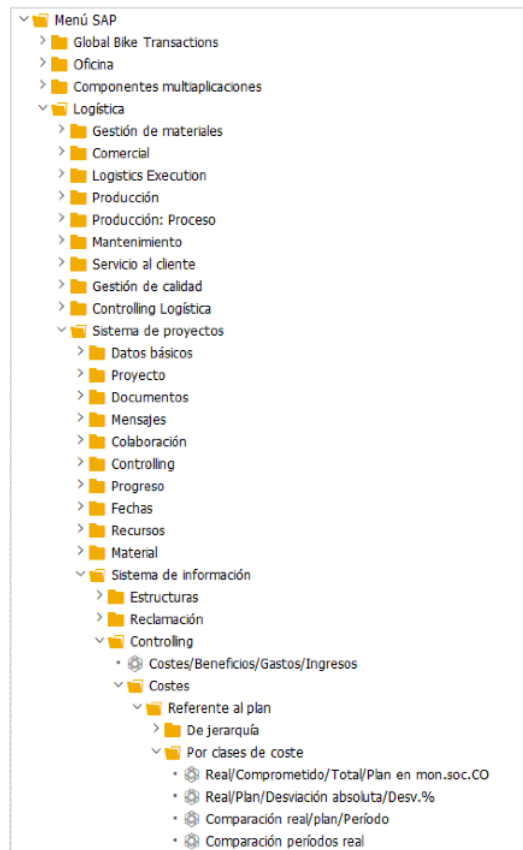 Menú SAP
Global Bike Transactions
Oficina
Componentes multiaplicaciones
Logística
Gestión de materiales
Comercial
Logistics Execution
Producción
Producción: Proceso
Mantenimiento
Servicio al cliente
Gestión de calidad
Controlling Logística
Sistema de proyectos
Datos básicos
Proyecto
Documentos
Mensajes
Colaboración
Controlling
Progreso
Fechas
Recursos
Material
Sistema de información
Estructuras
Reclamación
Controlling
Costes/Beneficios/Gastos/Ingresos
Costes
Referente al plan
De jerarquía
Por clases de coste
Real/Comprometido/Total/Plan en mon.soc.CO
Real/Plan/Desviación absoluta/Desv.%
Comparación real/plan/Período
Comparación períodos real